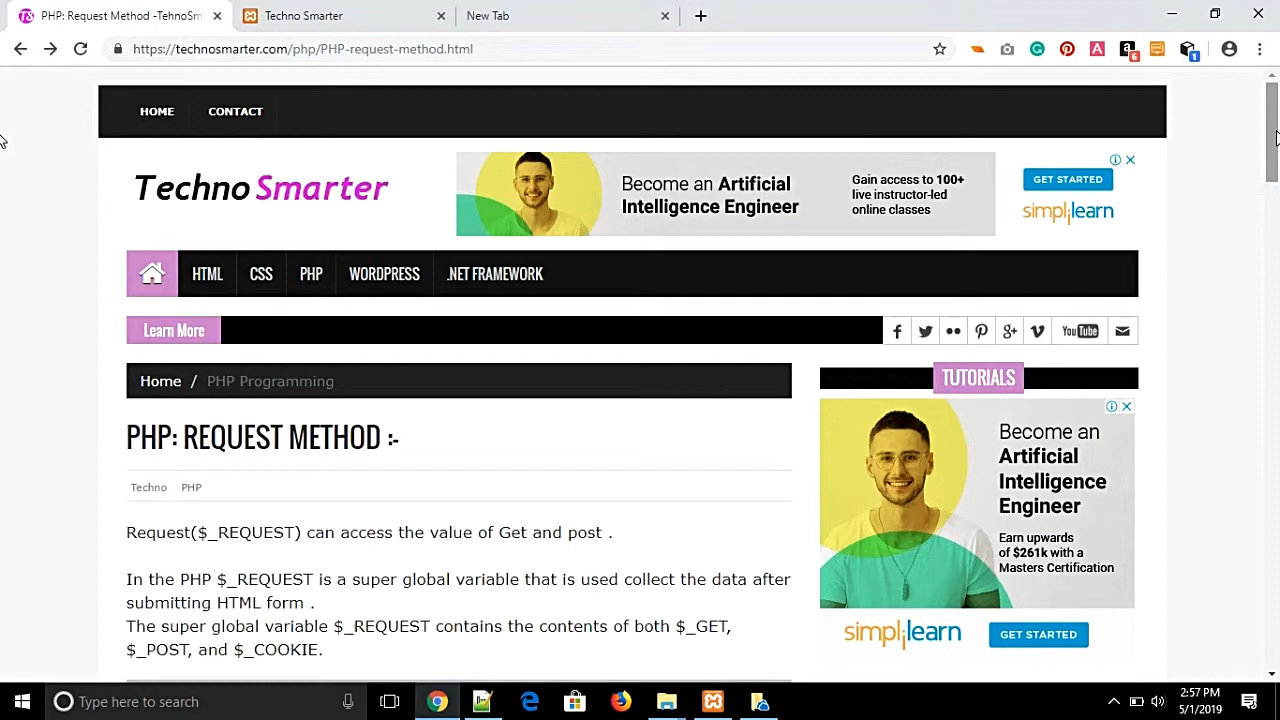 PHP: Request Method -TehnoSm
Techno Smarter
New Tab
https://technosmarter.com/php/PHP-request-method.html
6
1
HOME CONTACT
Techno Smarter
Become an Artificial
Intelligence Engineer
Gain access to 100+
live instructor-led
online classes
GET STARTED
simplilearn
HTML CSS PHP WORDPRESS .NET FRAMEWORK
Learn More
You Tube
Home / PHP Programming
TUTORIALS
PHP: REQUEST METHOD :-
Techno PHP
Request($_REQUEST) can access the value of Get and post .
In the PHP $_REQUEST is a super global variable that is used collect the data after
submitting HTML form .
The super global variable $_REQUEST contains the contents of both $_GET,
$_POST, and $_COOKIE.
Become an
Artificial
Intelligence
Engineer
Earn upwards
of $261k with a
Masters Certification
simplilearn
GET STARTED
Type here to search
2:57 PM
5/1/2019